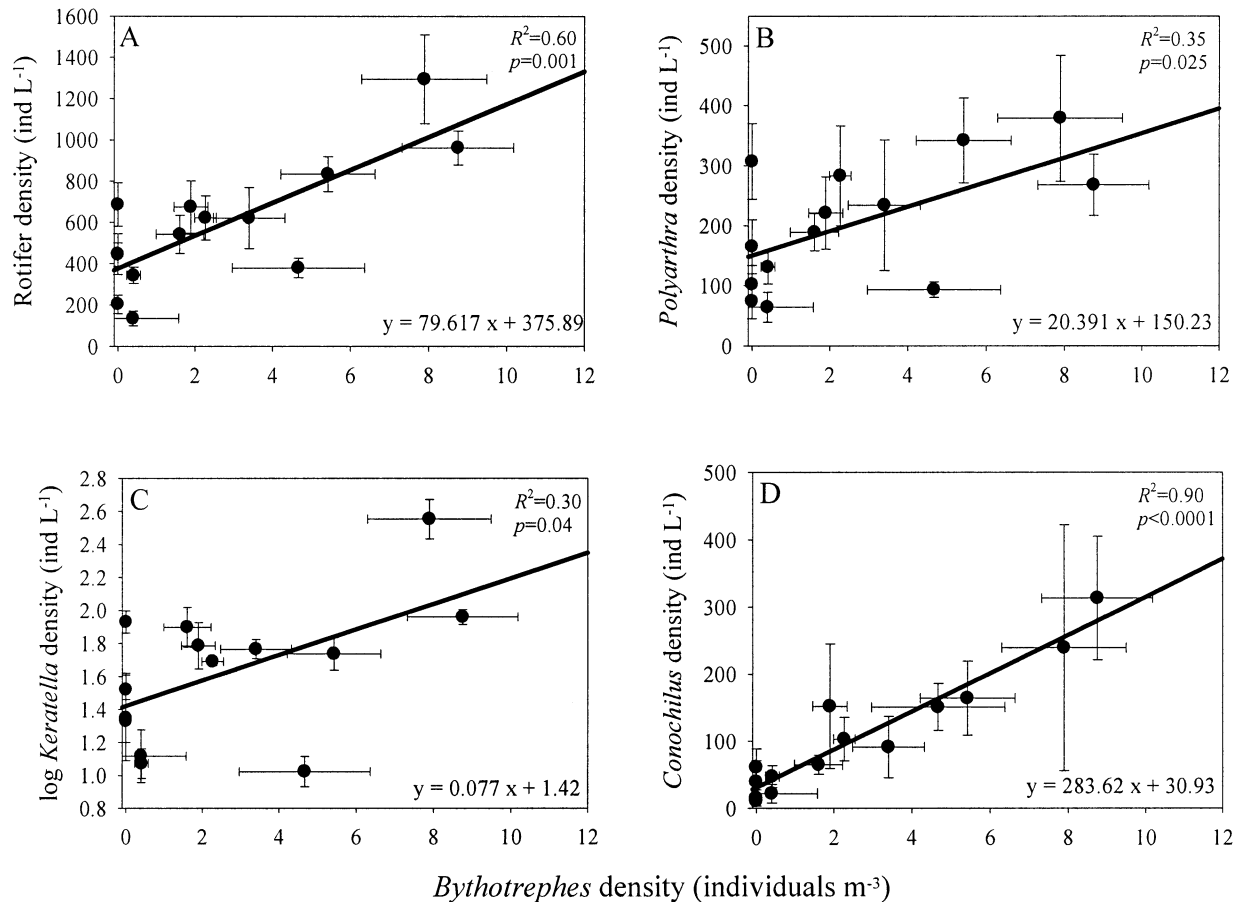 A
R²=0.60
p=0.001
Rotifer density (ind L⁻¹)
1600
1400
1200
1000
800
600
400
200
0
y = 79.617 x + 375.89
0 2 4 6 8 10 12
B
R²=0.35
p=0.025
Polyarthra density (ind L⁻¹)
500
400
300
200
100
0
y = 20.391 x + 150.23
0 2 4 6 8 10 12
C
R²=0.30
p=0.04
log Keratella density (ind L⁻¹)
2.8
2.6
2.4
2.2
2.0
1.8
1.6
1.4
1.2
1.0
0.8
y = 0.077 x + 1.42
0 2 4 6 8 10 12
D
R²=0.90
p<0.0001
Conochilus density (ind L⁻¹)
500
400
300
200
100
0
y = 283.62 x + 30.93
0 2 4 6 8 10 12
Bythotrephes density (individuals m⁻³)